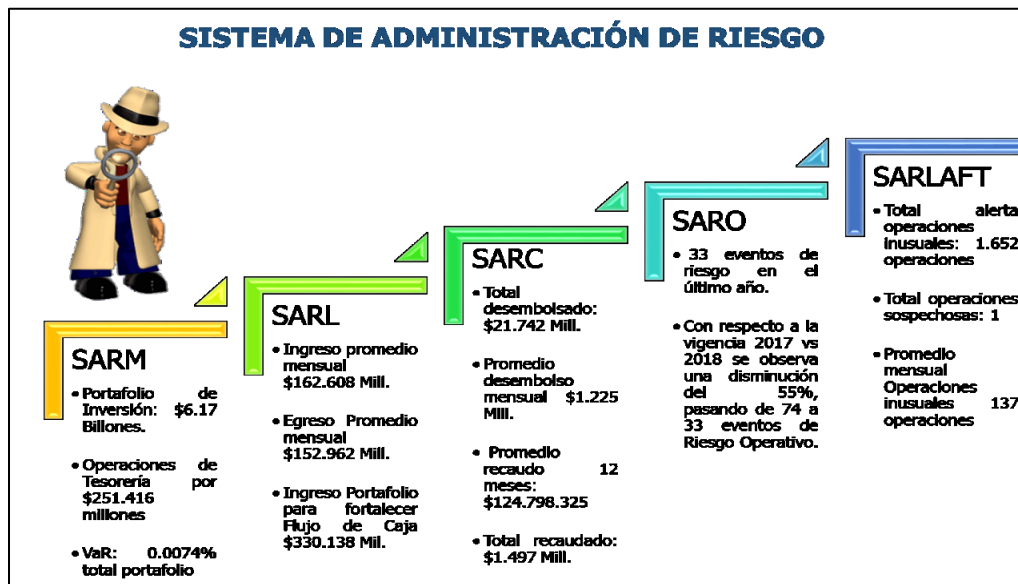 SISTEMA DE ADMINISTRACIÓN DE RIESGO
SARM
• Portafolio de
Inversión: $6.17
Billones.
• Operaciones de
Tesorería por
$251.416
millones
• VaR: 0.0074%
total portafolio
SARL
• Ingreso promedio
mensual
$162.608 Mill.
• Egreso Promedio
mensual
$152.962 Mill.
• Ingreso Portafolio
para fortalecer
Flujo de Caja
$330.138 Mil.
SARC
• Total
desembolsado:
$21.742 Mill.
• Promedio
desembolso
mensual $1.225
Mill.
• Promedio
recaudo 12
meses:
$124.798.325
• Total recaudado:
$1.497 Mill.
SARO
• 33 eventos de
riesgo en el
último año.
• Con respecto a la
vigencia 2017 vs
2018 se observa
una disminución
del 55%,
pasando de 74 a
33 eventos de
Riesgo Operativo.
SARLAFT
• Total alerta
operaciones
inusuales: 1.652
operaciones
• Total operaciones
sospechosas: 1
• Promedio
mensual
Operaciones
inusuales 137
operaciones